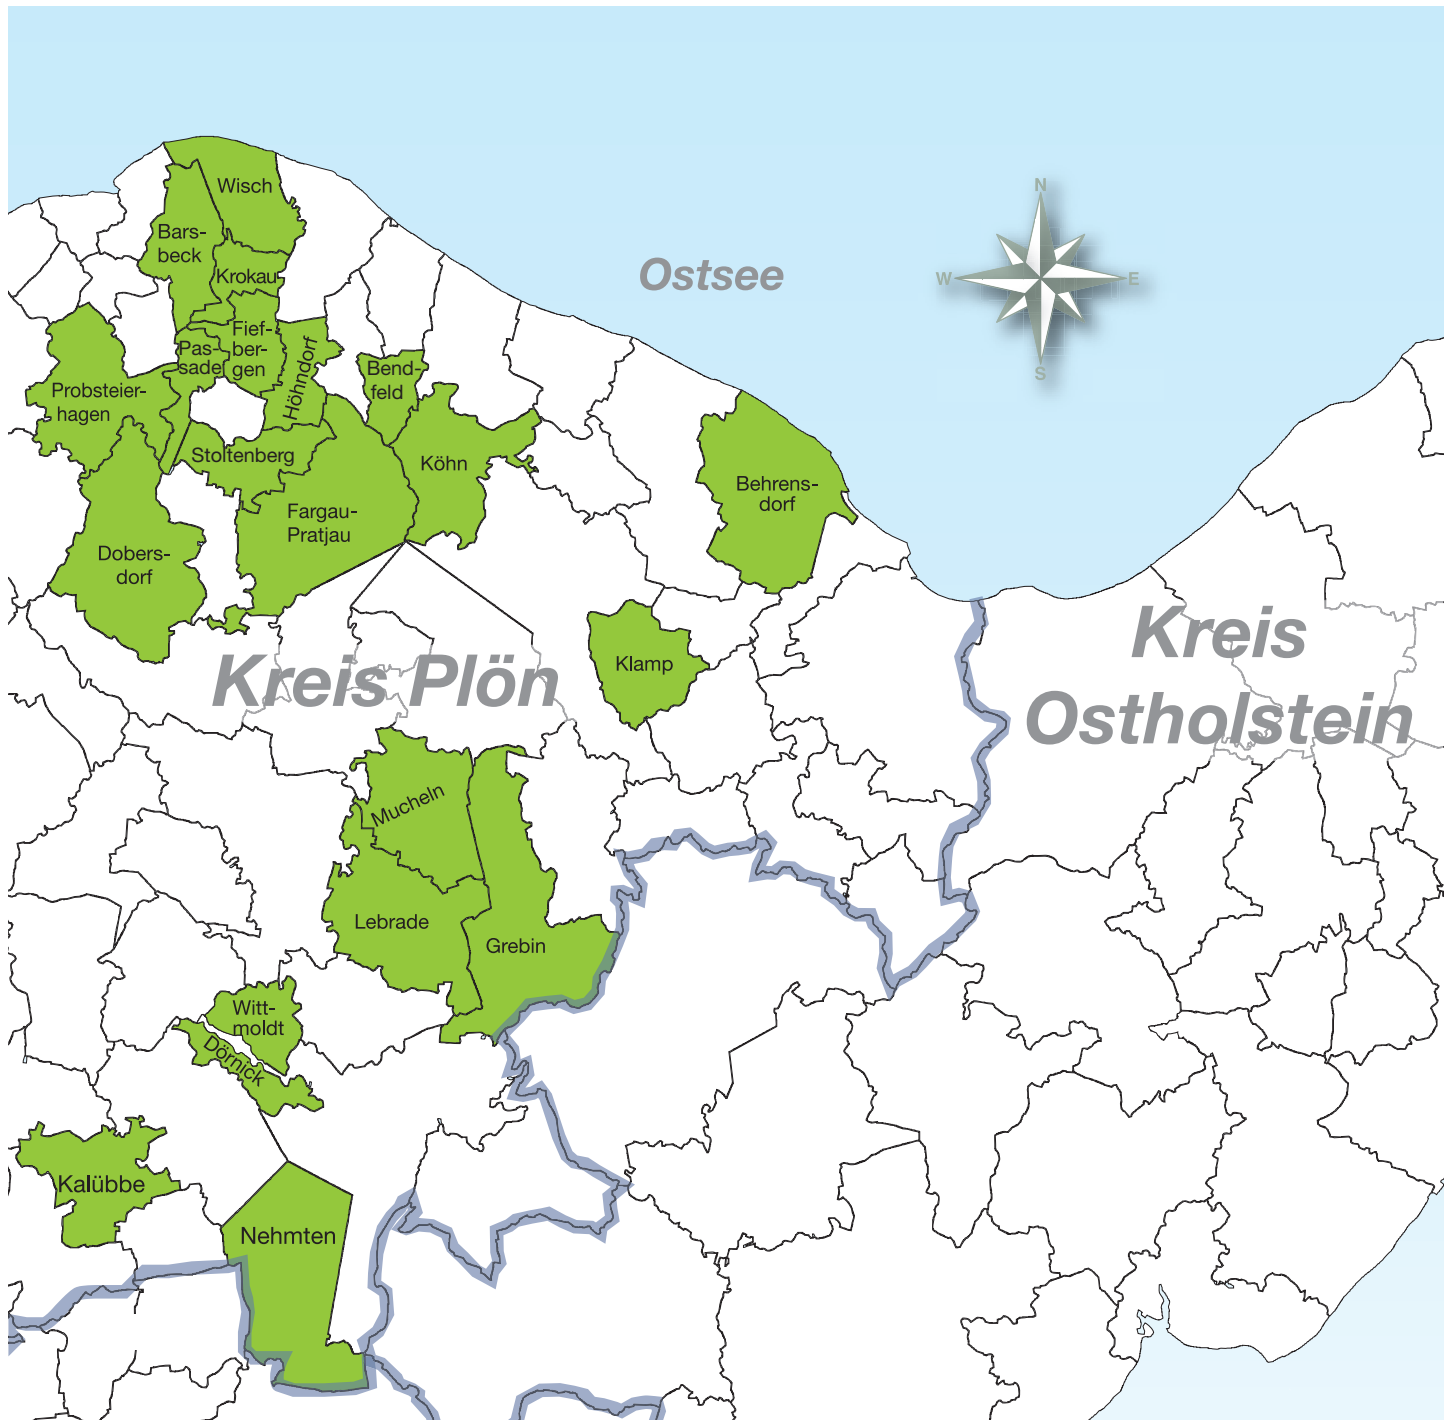 Wisch
Bars-
beck
Krokau
Ostsee
N
W
E
S
Fief-
ber-
gen
Pas-
sade
Höhndorf
Bend-
feld
Probsteier-
hagen
Stoltenberg
Köhn
Behrens-
dorf
Fargau-
Pratjau
Dobers-
dorf
Klamp
Kreis Plön
Kreis
Ostholstein
Mucheln
Lebrade
Grebin
Witt-
moldt
Dörnick
Kalübbe
Nehmten